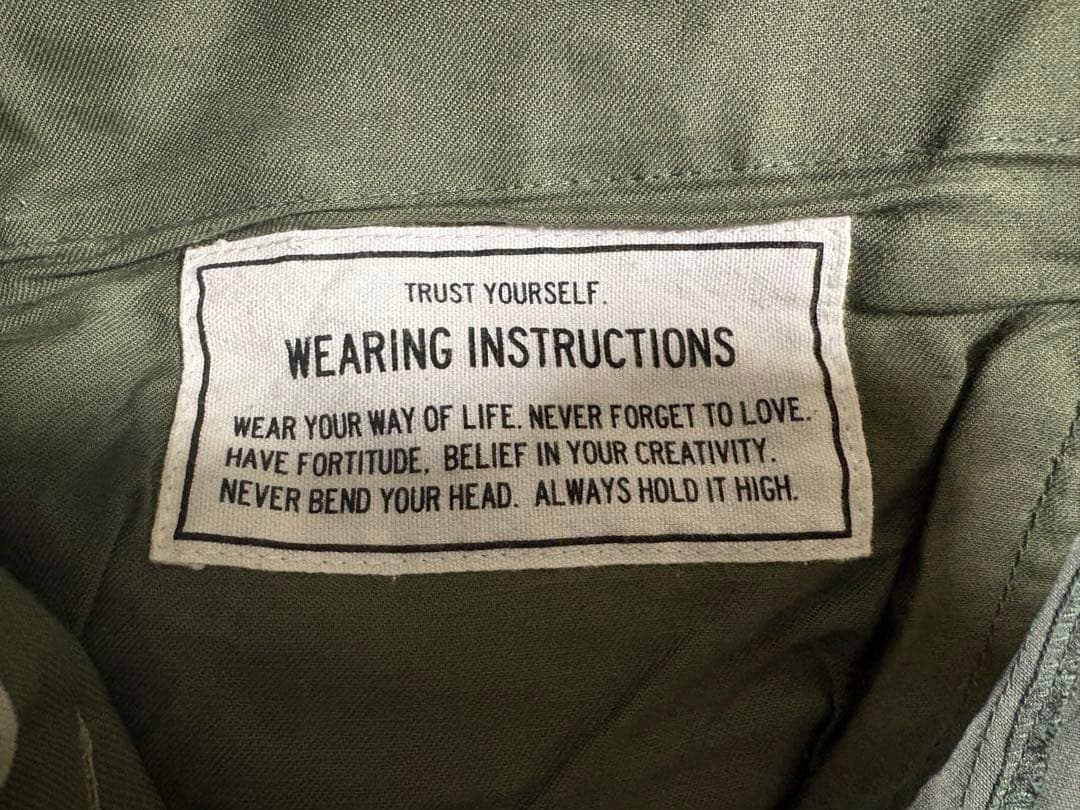 TRUST YOURSELF.
WEARING INSTRUCTIONS
WEAR YOUR WAY OF LIFE. NEVER FORGET TO LOVE.
HAVE FORTITUDE, BELIEF IN YOUR CREATIVITY.
NEVER BEND YOUR HEAD. ALWAYS HOLD IT HIGH.